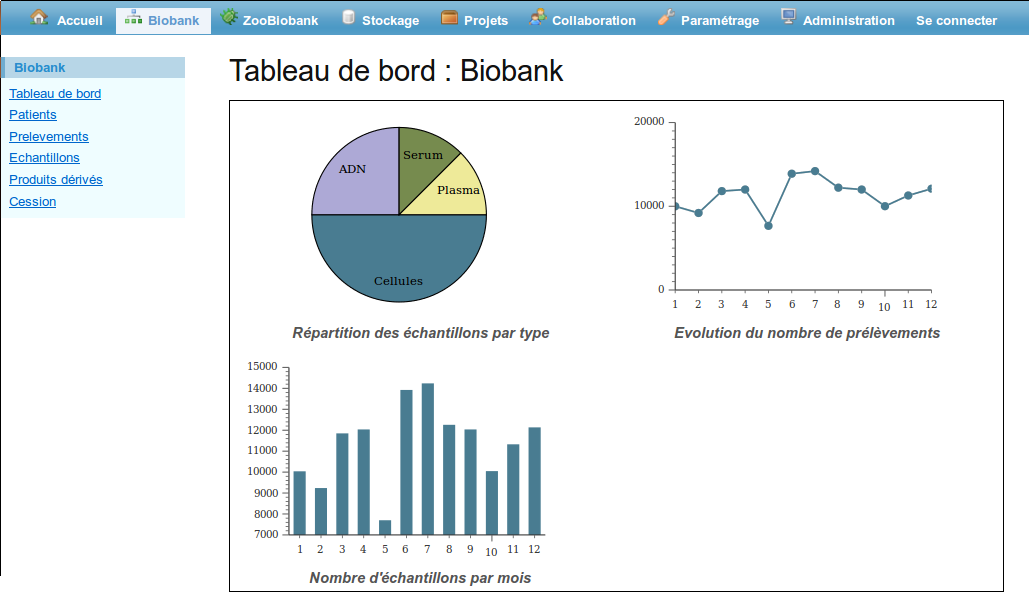 Accueil Biobank ZooBiobank Stockage Projets Collaboration Paramétrage Administration Se connecter
Biobank
Tableau de bord
Patients
Prelevements
Echantillons
Produits dérivés
Cession
Tableau de bord : Biobank
ADN
Serum
Plasma
Cellules
Répartition des échantillons par type
20000
10000
0
1 2 3 4 5 6 7 8 9 10 11 12
Evolution du nombre de prélèvements
15000
14000
13000
12000
11000
10000
9000
8000
7000
1 2 3 4 5 6 7 8 9 10 11 12
Nombre d'échantillons par mois